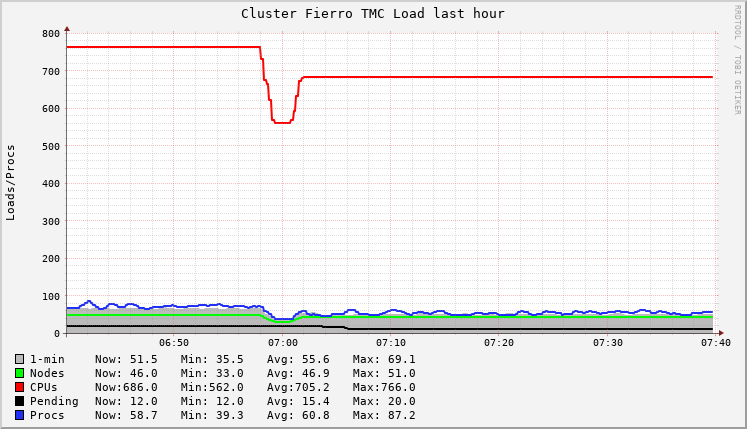 Cluster Fierro TMC Load last hour
RRDTOOL / TOBI OETIKER
Loads/Procs
800
700
600
500
400
300
200
100
0
06:50 07:00 07:10 07:20 07:30 07:40
1-min Now: 51.5 Min: 35.5 Avg: 55.6 Max: 69.1
Nodes Now: 46.0 Min: 33.0 Avg: 46.9 Max: 51.0
CPUs Now:686.0 Min:562.0 Avg:705.2 Max:766.0
Pending Now: 12.0 Min: 12.0 Avg: 15.4 Max: 20.0
Procs Now: 58.7 Min: 39.3 Avg: 60.8 Max: 87.2